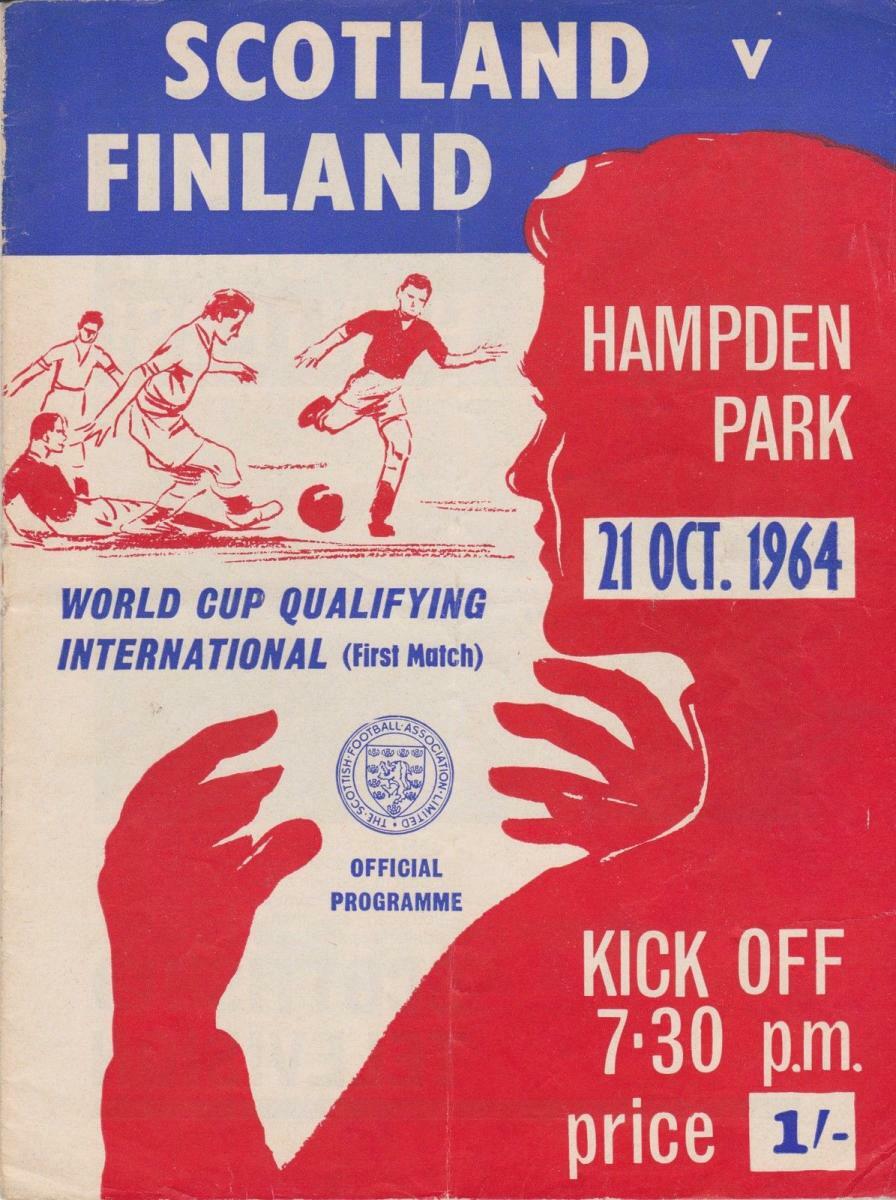 SCOTLAND v
FINLAND
HAMPDEN
PARK
21 OCT. 1964
WORLD CUP QUALIFYING
INTERNATIONAL (First Match)
THE·SCOTTISH·FOOTBALL·ASSOCIATION·LIMITED·
OFFICIAL
PROGRAMME
KICK OFF
7·30 p.m.
price 1/-